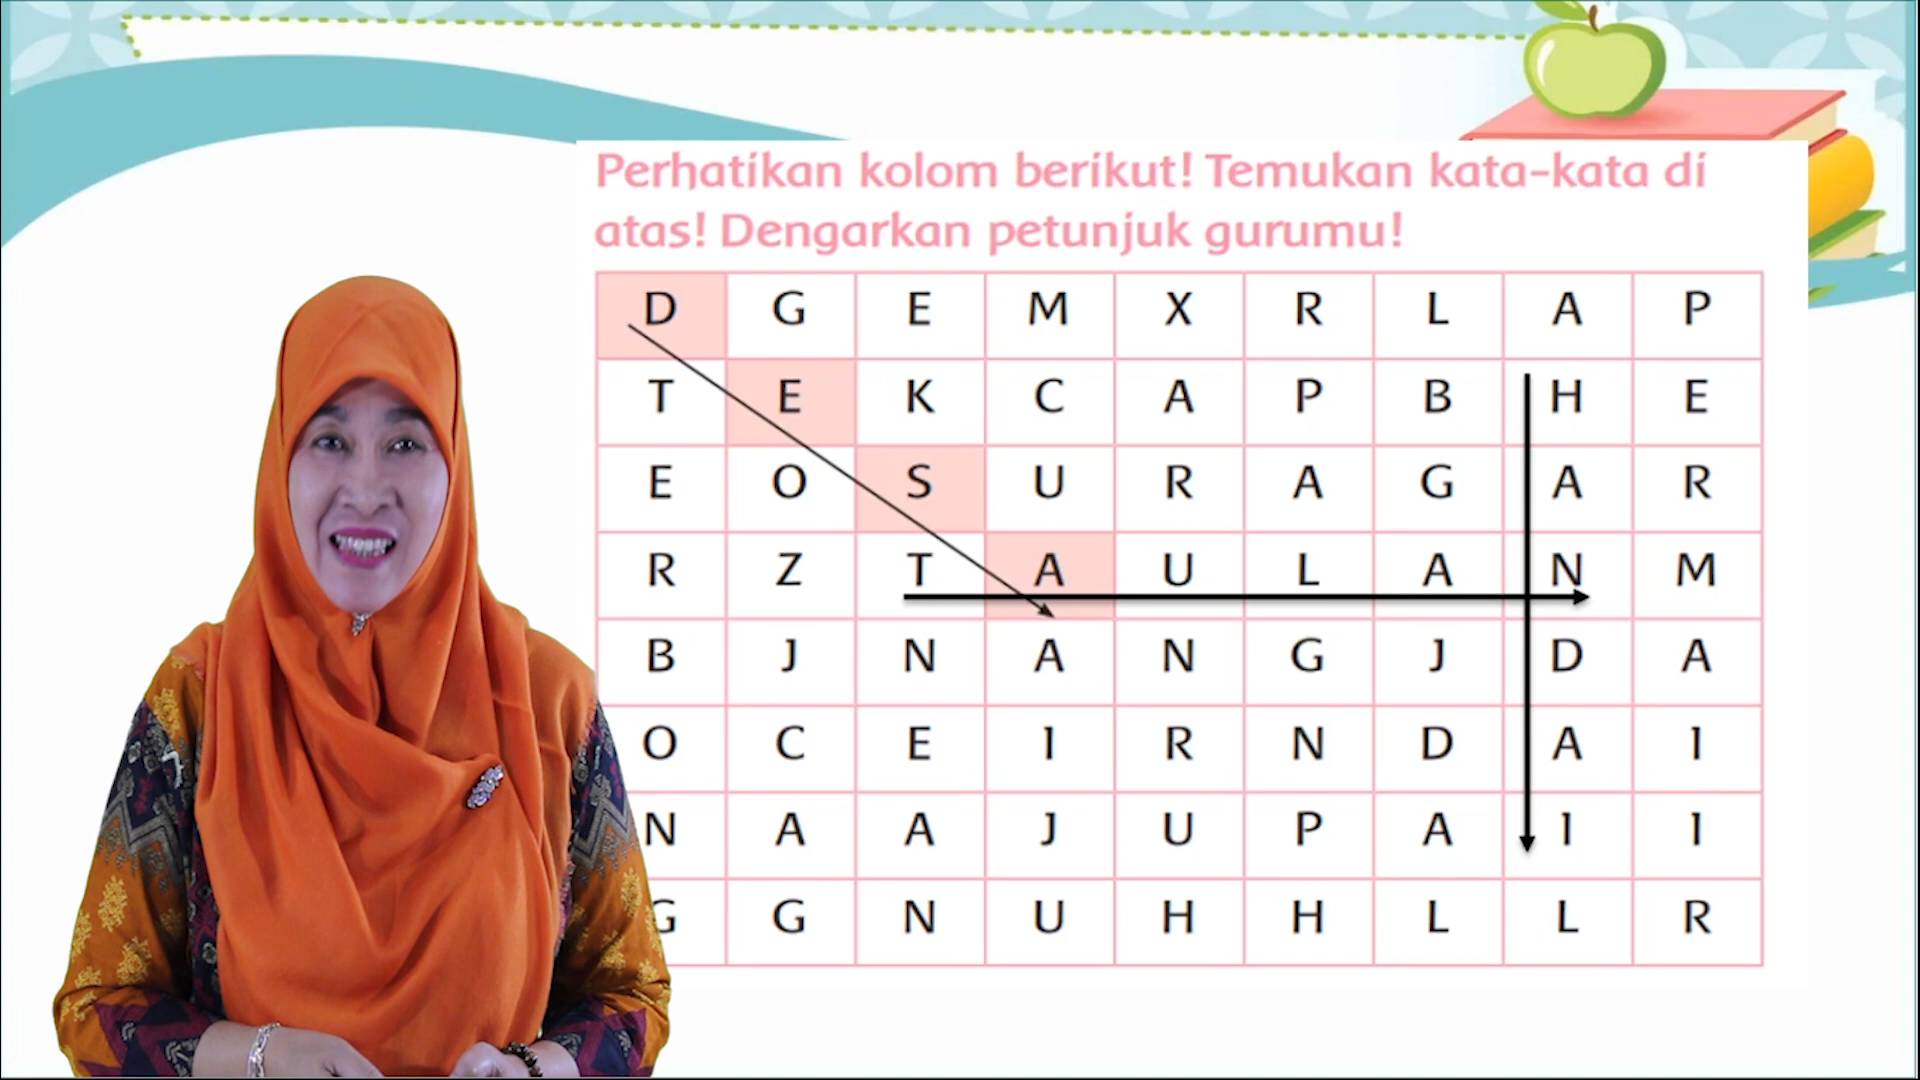 Perhatikan kolom berikut! Temukan kata-kata di
atas! Dengarkan petunjuk gurumu!
D G E M X R L A P
T E K C A P B H E
E O S U R A G A R
R Z T A U L A N M
B J N A N G J D A
O C E I R N D A I
N A A J U P A I I
G G N U H H L L R